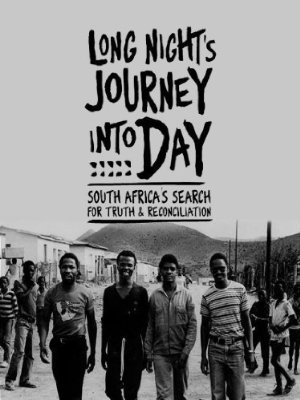 LONG NIGHT'S
JOURNEY
INTO DAY
SOUTH AFRICA'S SEARCH
FOR TRUTH & RECONCILIATION